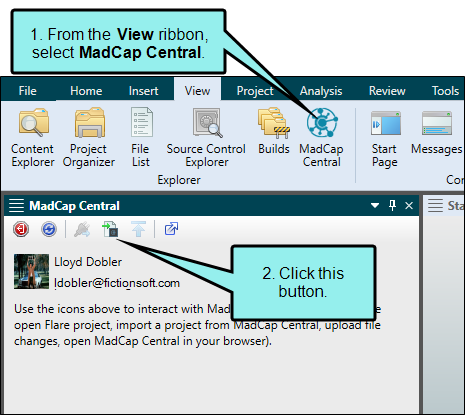 1. From the View ribbon,
select MadCap Central.
File Home Insert View Project Analysis Review Tools
Content Explorer
Project Organizer
File List
Source Control Explorer
Builds
MadCap Central
Start Page
Messages
Explorer
Co
MadCap Central
Sta
Lloyd Dobler
ldobler@fictionsoft.com
2. Click this
button.
Use the icons above to interact with Mad
open Flare project, import a project from MadCap Central, upload file
changes, open MadCap Central in your browser).